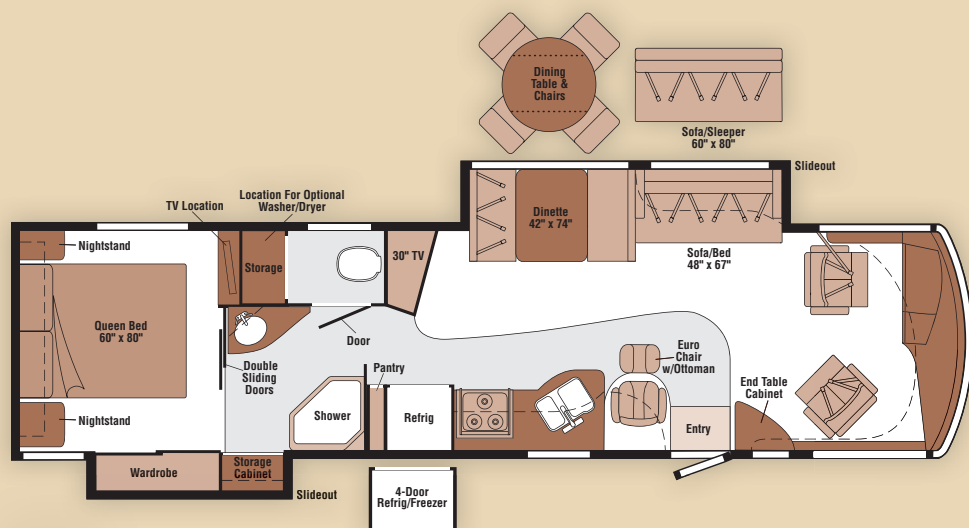 Dining
Table &
Chairs
Sofa/Sleeper
60" x 80"
Slideout
TV Location
Location For Optional
Washer/Dryer
Nightstand
Storage
30" TV
Dinette
42" x 74"
Sofa/Bed
48" x 67"
Queen Bed
60" x 80"
Door
Double
Sliding
Doors
Pantry
Euro
Chair
w/Ottoman
End Table
Cabinet
Nightstand
Shower
Refrig
Entry
Wardrobe
Storage
Cabinet
Slideout
4-Door
Refrig/Freezer